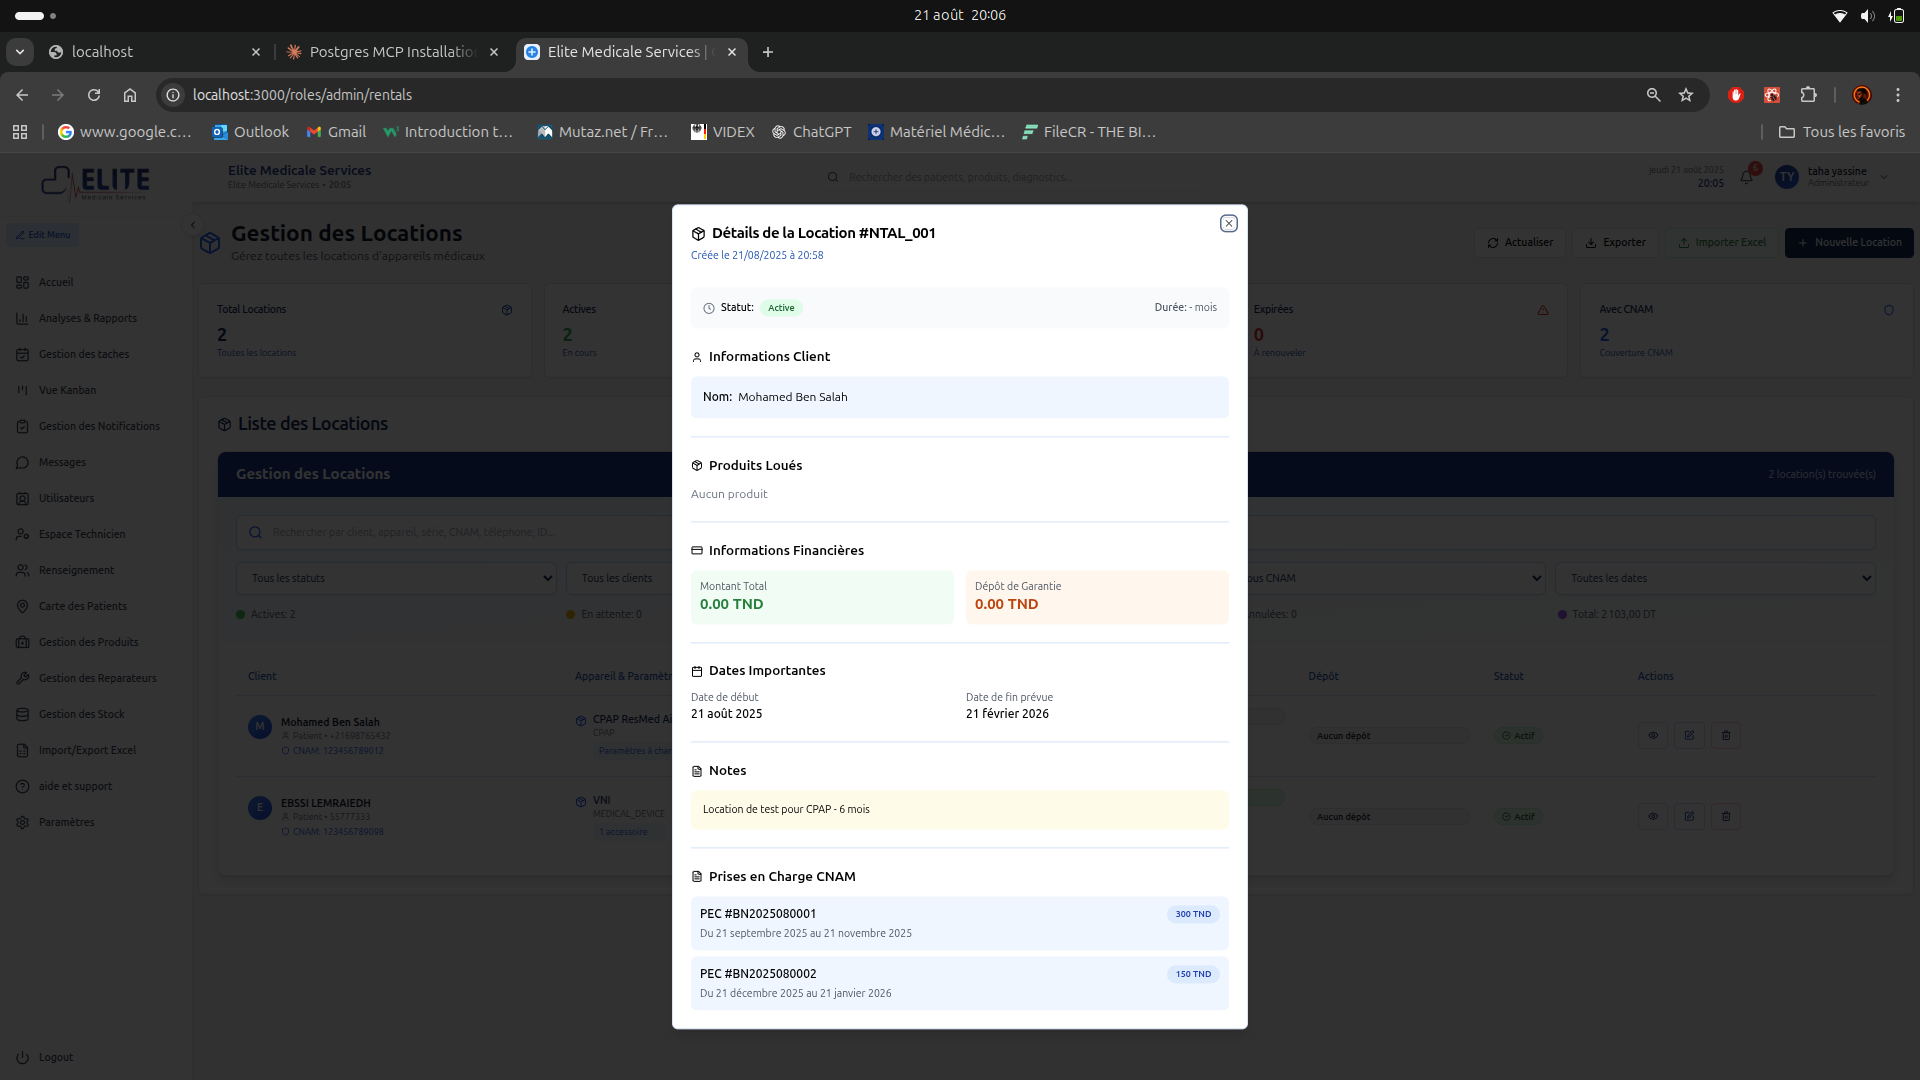 21 août 20:06
localhost
Postgres MCP Installatio
Elite Medicale Services |
localhost:3000/roles/admin/rentals
www.google.c...
Outlook
Gmail
Introduction t...
Mutaz.net / Fr...
VIDEX
ChatGPT
Matériel Médic...
FileCR - THE BI...
Tous les favoris
ELITE
Medicale Services
Elite Medicale Services
Elite Medicale Services • 20:05
Rechercher des patients, produits, diagnostics...
jeudi 21 août 2025
20:05
6
TY
taha yassine
Administrateur
Edit Menu
Accueil
Analyses & Rapports
Gestion des taches
Vue Kanban
Gestion des Notifications
Messages
Utilisateurs
Espace Technicien
Renseignement
Carte des Patients
Gestion des Produits
Gestion des Reparateurs
Gestion des Stock
Import/Export Excel
aide et support
Paramètres
Logout
Gestion des Locations
Gérez toutes les locations d'appareils médicaux
Actualiser
Exporter
Importer Excel
Nouvelle Location
Total Locations
2
Toutes les locations
Actives
2
En cours
Expirées
0
À renouveler
Avec CNAM
2
Couverture CNAM
Liste des Locations
Gestion des Locations
2 location(s) trouvée(s)
Rechercher par client, appareil, série, CNAM, téléphone, ID...
Tous les statuts
Tous les clients
ous CNAM
Toutes les dates
Actives: 2
En attente: 0
nnulées: 0
Total: 2 103,00 DT
Client
Appareil & Paramètr
Dépôt
Statut
Actions
M
Mohamed Ben Salah
Patient • +21698765432
CNAM: 123456789012
CPAP ResMed Ai
CPAP
Paramètres à char
Aucun dépôt
Actif
E
EBSSI LEMRAIEDH
Patient • 55777333
CNAM: 123456789098
VNI
MEDICAL_DEVICE
1 accessoire
Aucun dépôt
Actif
Détails de la Location #NTAL_001
Créée le 21/08/2025 à 20:58
Statut:
Active
Durée: - mois
Informations Client
Nom: Mohamed Ben Salah
Produits Loués
Aucun produit
Informations Financières
Montant Total
0.00 TND
Dépôt de Garantie
0.00 TND
Dates Importantes
Date de début
21 août 2025
Date de fin prévue
21 février 2026
Notes
Location de test pour CPAP - 6 mois
Prises en Charge CNAM
PEC #BN2025080001
300 TND
Du 21 septembre 2025 au 21 novembre 2025
PEC #BN2025080002
150 TND
Du 21 décembre 2025 au 21 janvier 2026